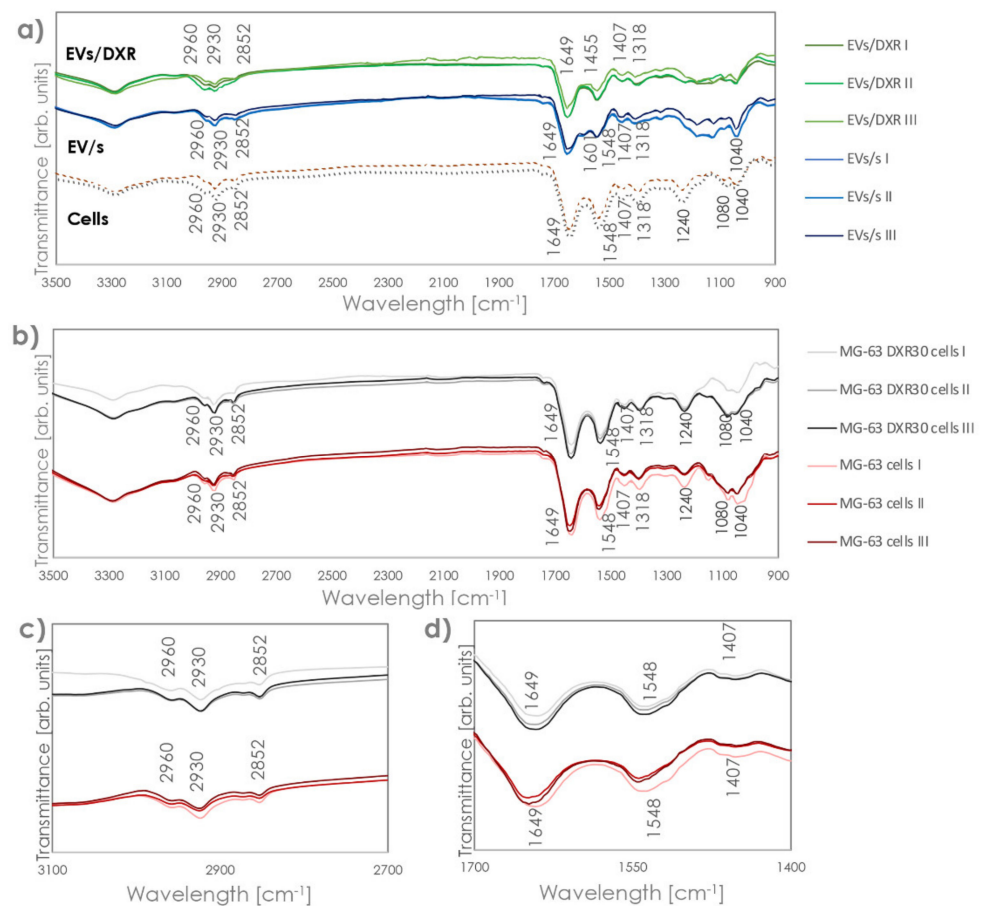 a)
EVs/DXR
2960
2930
2852
1649
1455
1407
1318
EV/s
2960
2930
2852
1649
1601
1548
1407
1318
1040
Cells
2960
2930
2852
1649
1548
1407
1318
1240
1080
1040
Transmittance [arb. units]
3500 3300 3100 2900 2700 2500 2300 2100 1900 1700 1500 1300 1100 900
Wavelength [cm⁻¹]
EVs/DXR I
EVs/DXR II
EVs/DXR III
EVs/s I
EVs/s II
EVs/s III
b)
2960
2930
2852
1649
1548
1407
1318
1240
1080
1040
2960
2930
2852
1649
1548
1407
1318
1240
1080
1040
Transmittance [arb. units]
3500 3300 3100 2900 2700 2500 2300 2100 1900 1700 1500 1300 1100 900
Wavelength [cm⁻¹]
MG-63 DXR30 cells I
MG-63 DXR30 cells II
MG-63 DXR30 cells III
MG-63 cells I
MG-63 cells II
MG-63 cells III
c)
2960
2930
2852
2960
2930
2852
Transmittance [arb. units]
3100 2900 2700
Wavelength [cm⁻¹]
d)
1649
1548
1407
1649
1548
1407
Transmittance [arb. units]
1700 1550 1400
Wavelength [cm⁻¹]